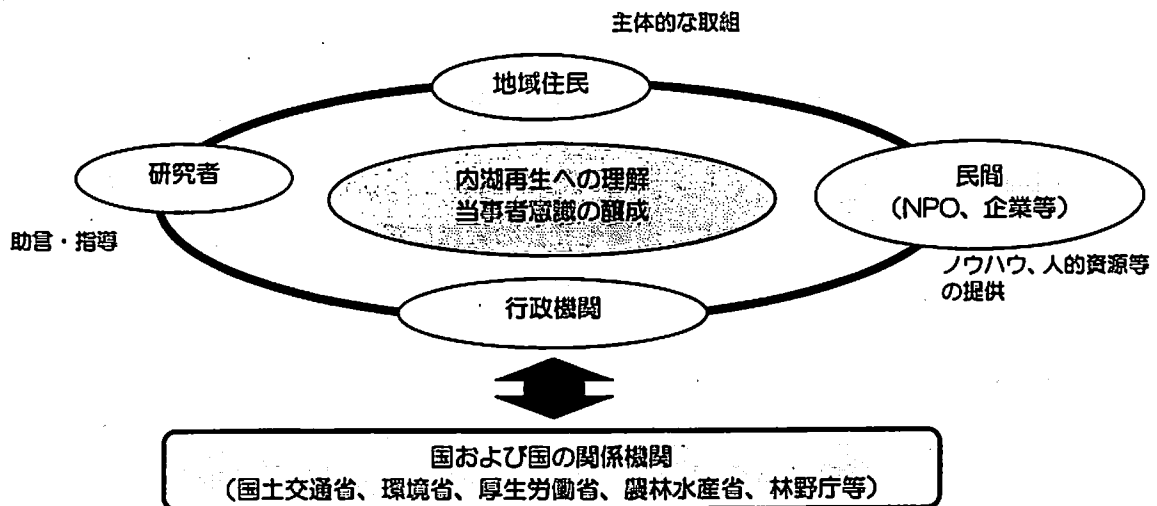 主体的な取組
地域住民
研究者
内湖再生への理解
当事者意識の醸成
民間
（NPO、企業等）
助言・指導
ノウハウ、人的資源等
の提供
行政機関
国および国の関係機関
（国土交通省、環境省、厚生労働省、農林水産省、林野庁等）